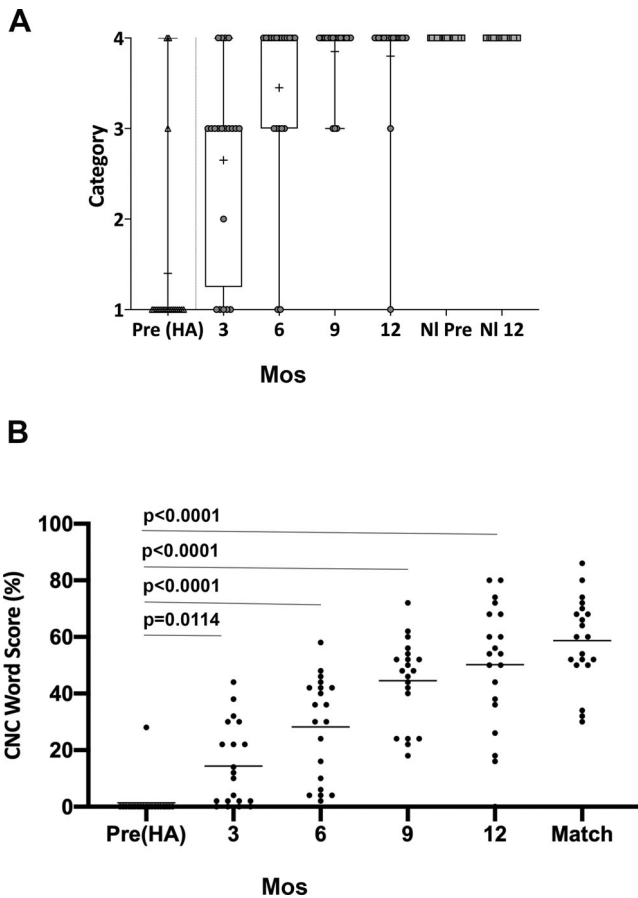 A
Category
4
3
2
1
Pre (HA) 3 6 9 12 Nl Pre Nl 12
Mos
B
CNC Word Score (%)
100
80
60
40
20
0
p<0.0001
p<0.0001
p<0.0001
p=0.0114
Pre(HA) 3 6 9 12 Match
Mos